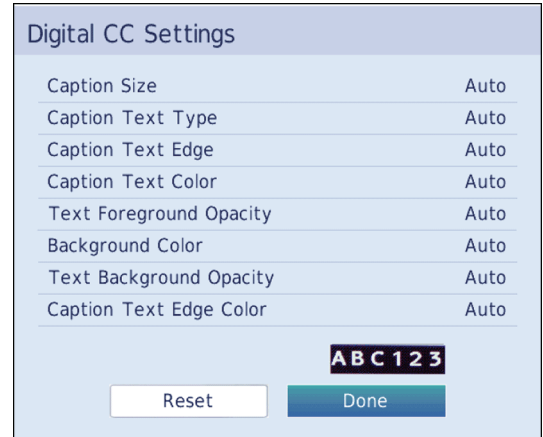 Digital CC Settings
Caption Size Auto
Caption Text Type Auto
Caption Text Edge Auto
Caption Text Color Auto
Text Foreground Opacity Auto
Background Color Auto
Text Background Opacity Auto
Caption Text Edge Color Auto
ABC123
Reset Done